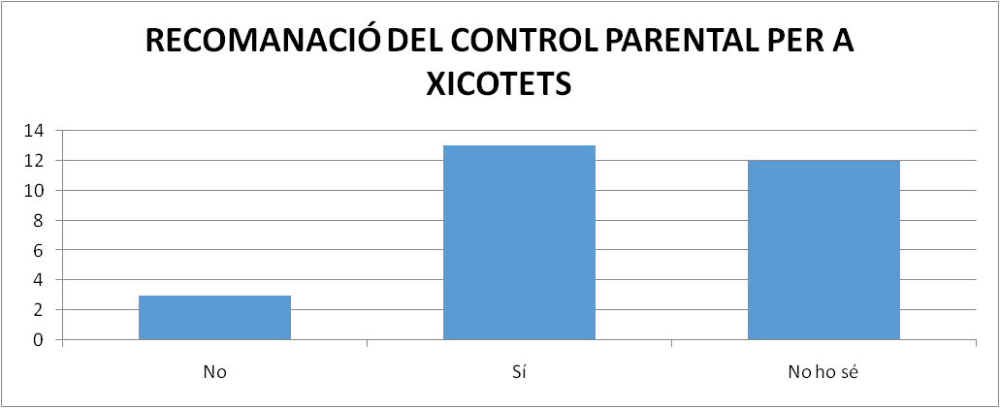 RECOMANACIÓ DEL CONTROL PARENTAL PER A
XICOTETS
14
12
10
8
6
4
2
0
No
Sí
No ho sé